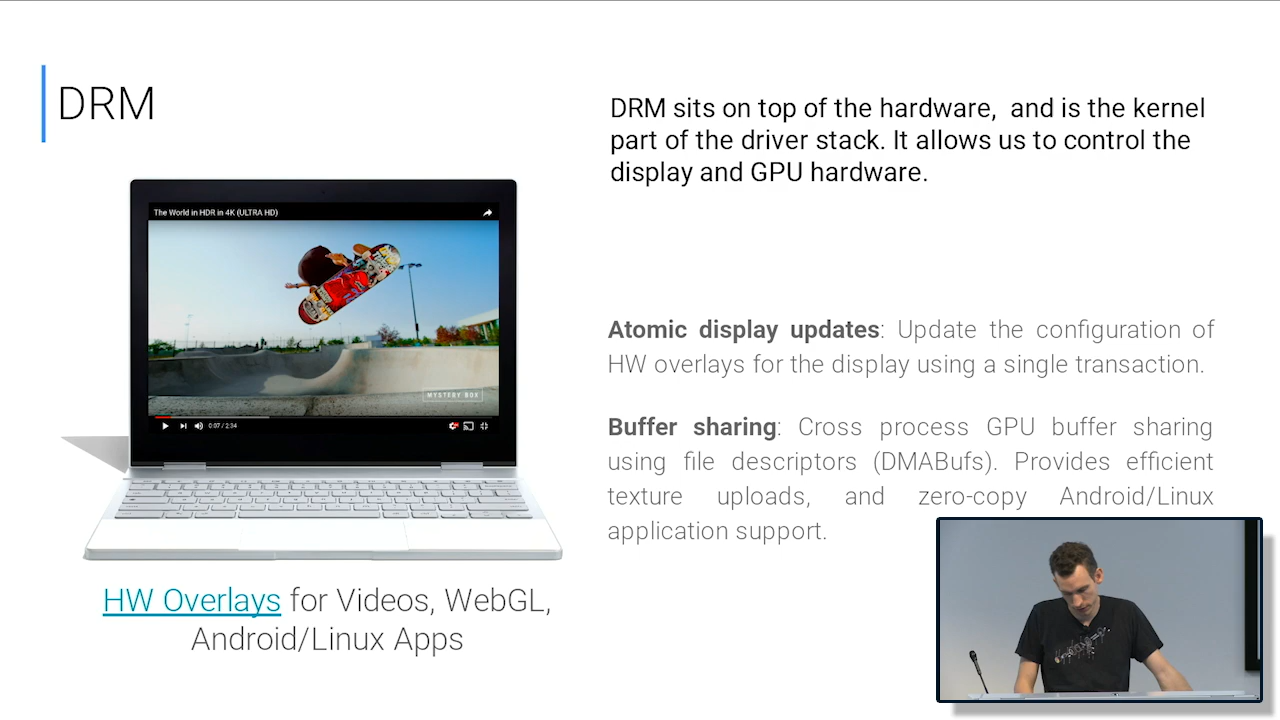 DRM
DRM sits on top of the hardware, and is the kernel
part of the driver stack. It allows us to control the
display and GPU hardware.
The World in HDR in 4K (ULTRA HD)
MYSTERY BOX
0:07 / 2:34
Atomic display updates: Update the configuration of
HW overlays for the display using a single transaction.
Buffer sharing: Cross process GPU buffer sharing
using file descriptors (DMABufs). Provides efficient
texture uploads, and zero-copy Android/Linux
application support.
HW Overlays for Videos, WebGL,
Android/Linux Apps